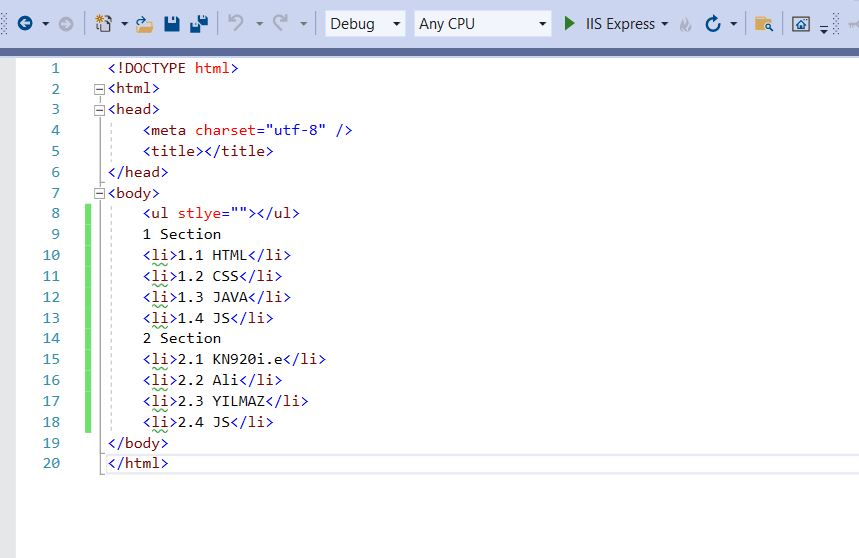 Debug Any CPU IIS Express
1 <!DOCTYPE html>
2 <html>
3 <head>
4 <meta charset="utf-8" />
5 <title></title>
6 </head>
7 <body>
8 <ul stlye=""></ul>
9 1 Section
10 <li>1.1 HTML</li>
11 <li>1.2 CSS</li>
12 <li>1.3 JAVA</li>
13 <li>1.4 JS</li>
14 2 Section
15 <li>2.1 KN920i.e</li>
16 <li>2.2 Ali</li>
17 <li>2.3 YILMAZ</li>
18 <li>2.4 JS</li>
19 </body>
20 </html>